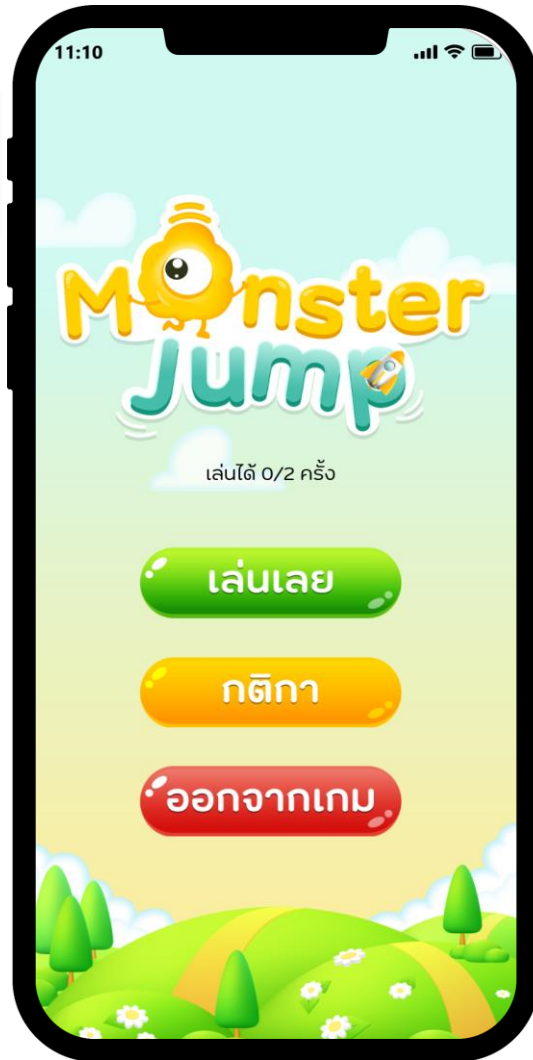 11:10
Monster
Jump
เล่นได้ 0/2 ครั้ง
เล่นเลย
กติกา
ออกจากเกม